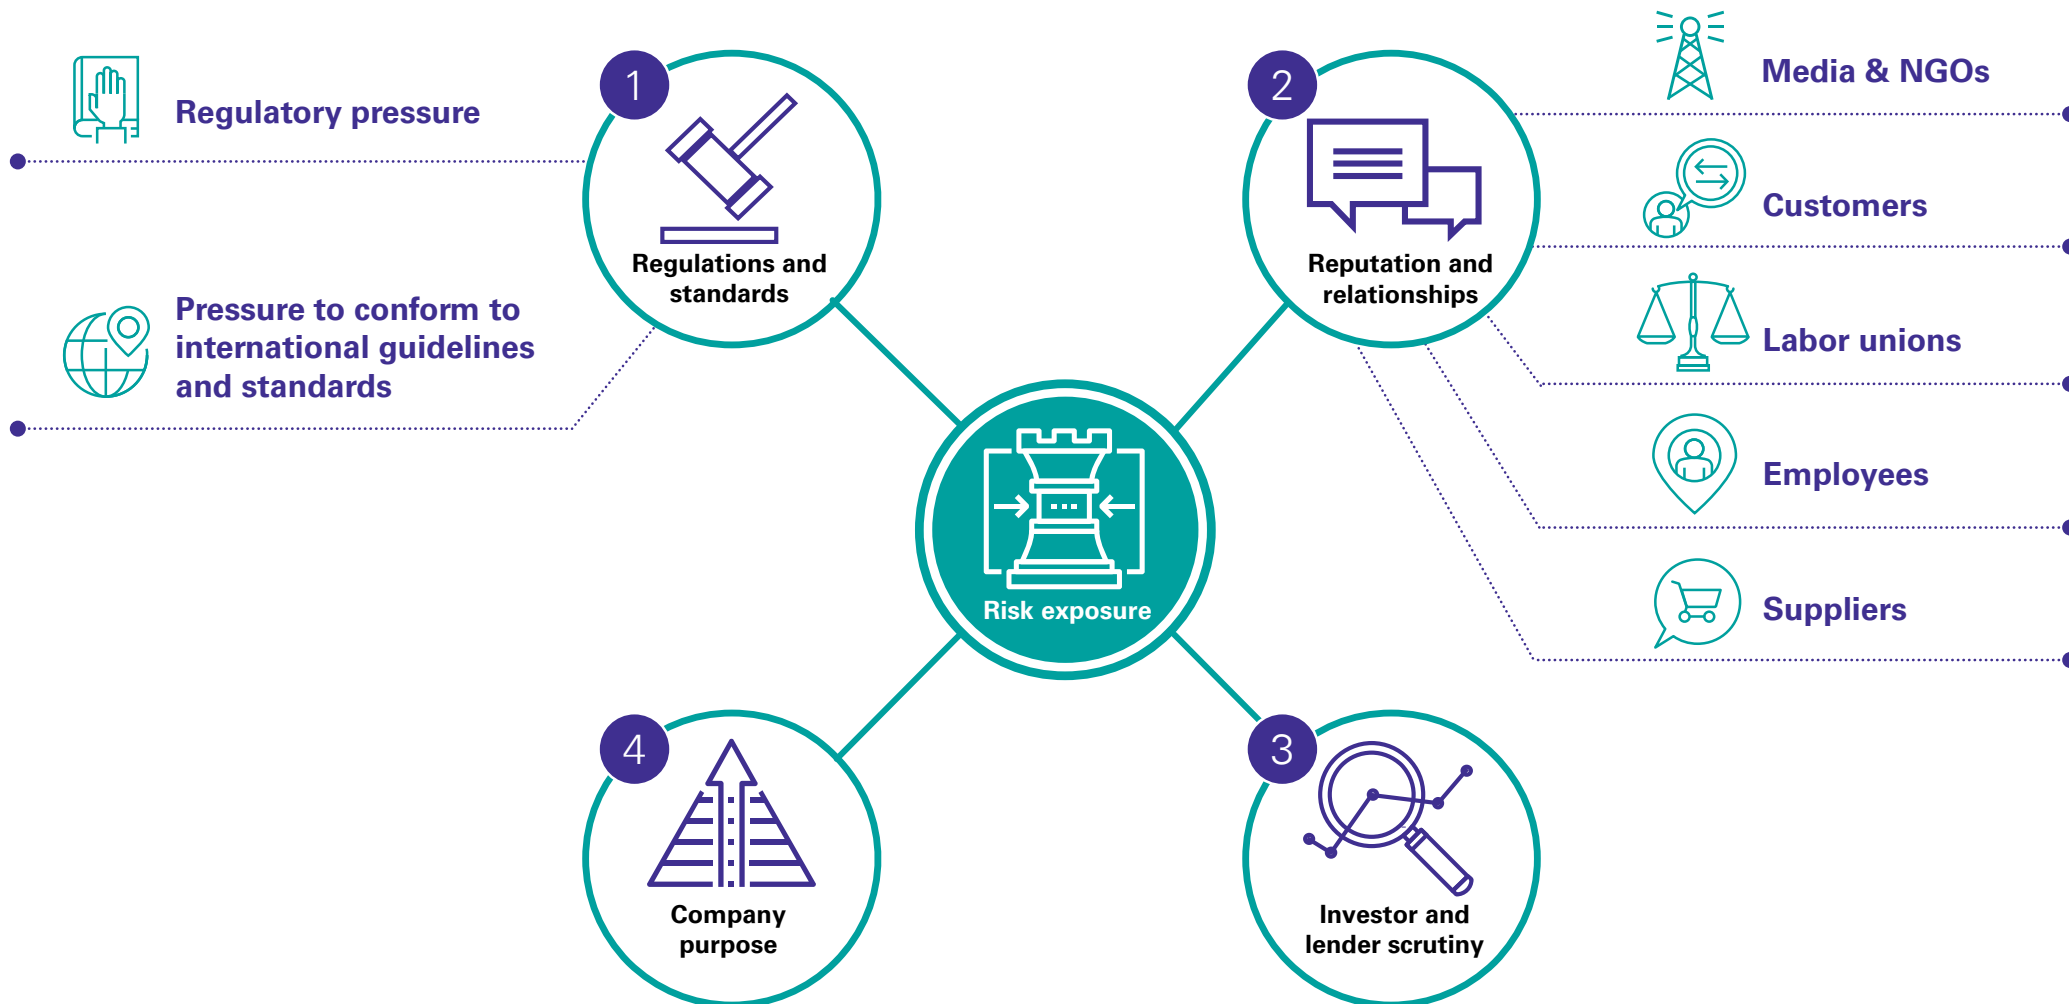 1
Regulatory pressure
Regulations and
standards
Pressure to conform to
international guidelines
and standards
2
Reputation and
relationships
Media & NGOs
Customers
Labor unions
Employees
Suppliers
Risk exposure
4
Company
purpose
3
Investor and
lender scrutiny